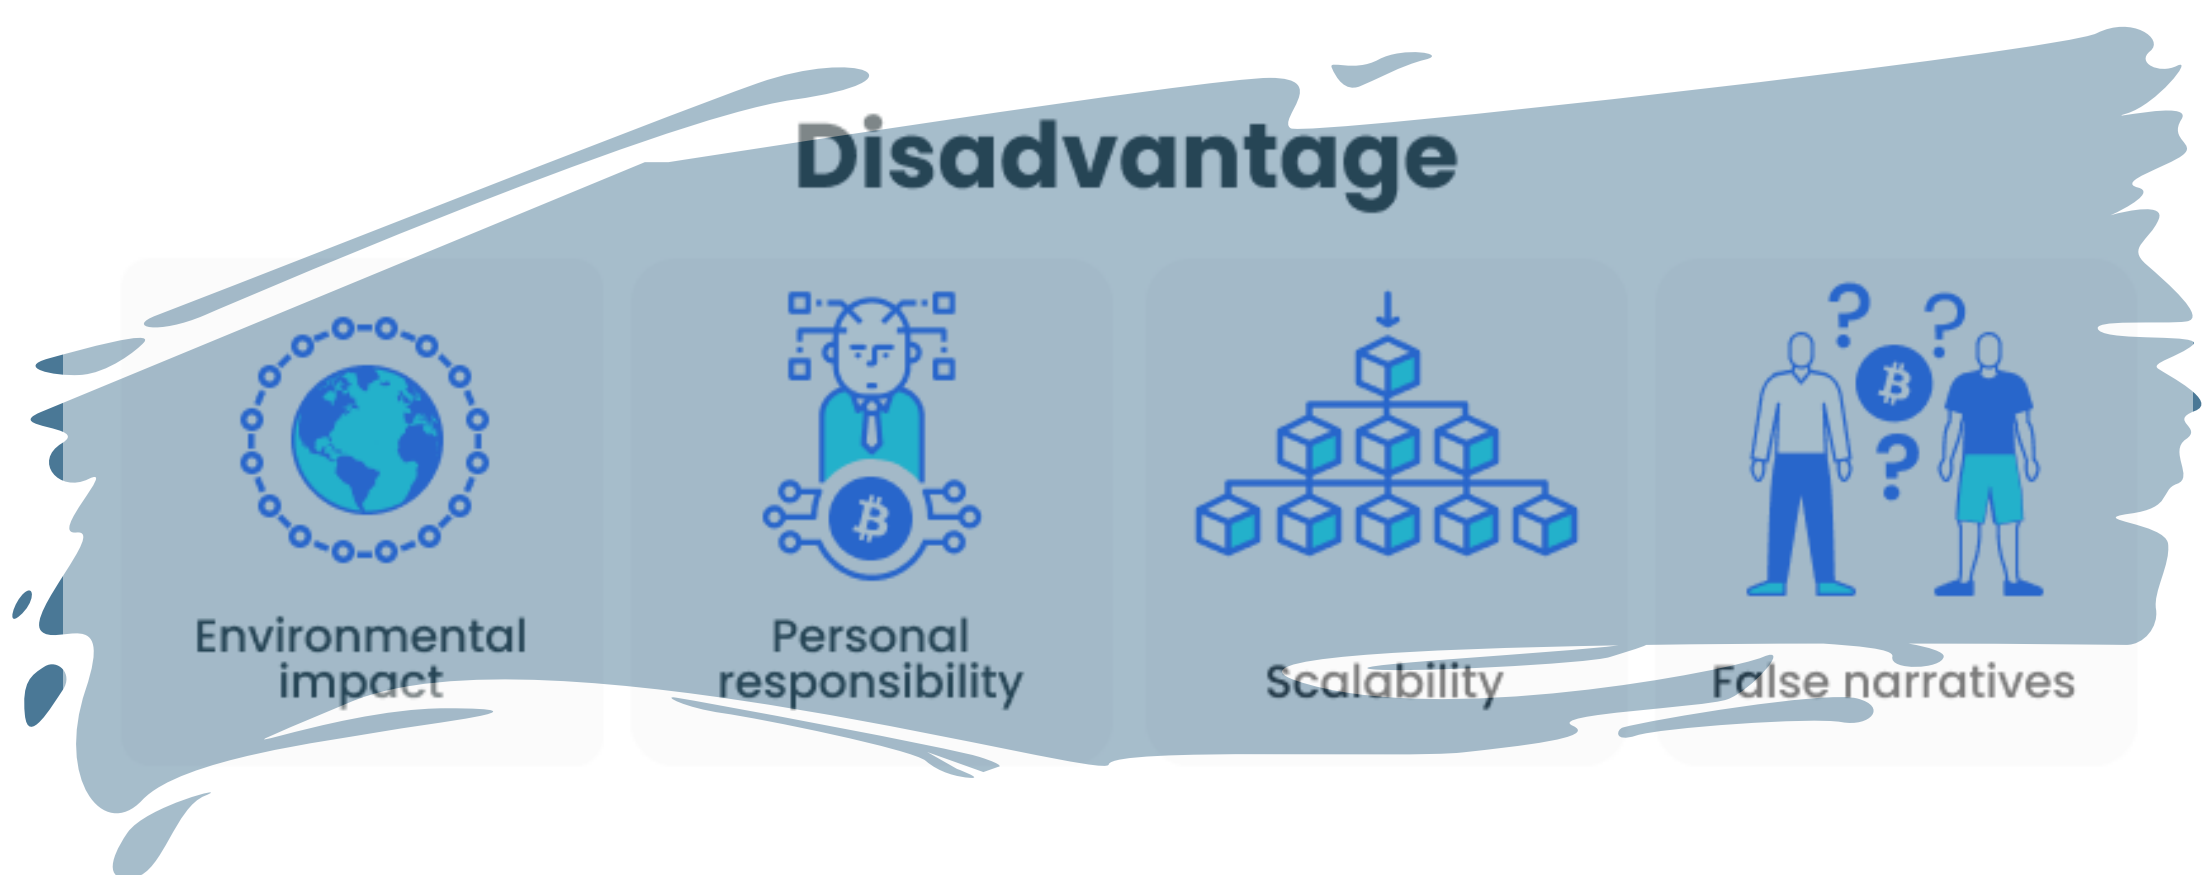 Disadvantage
Environmental
impact
Personal
responsibility
Scalability
False narratives